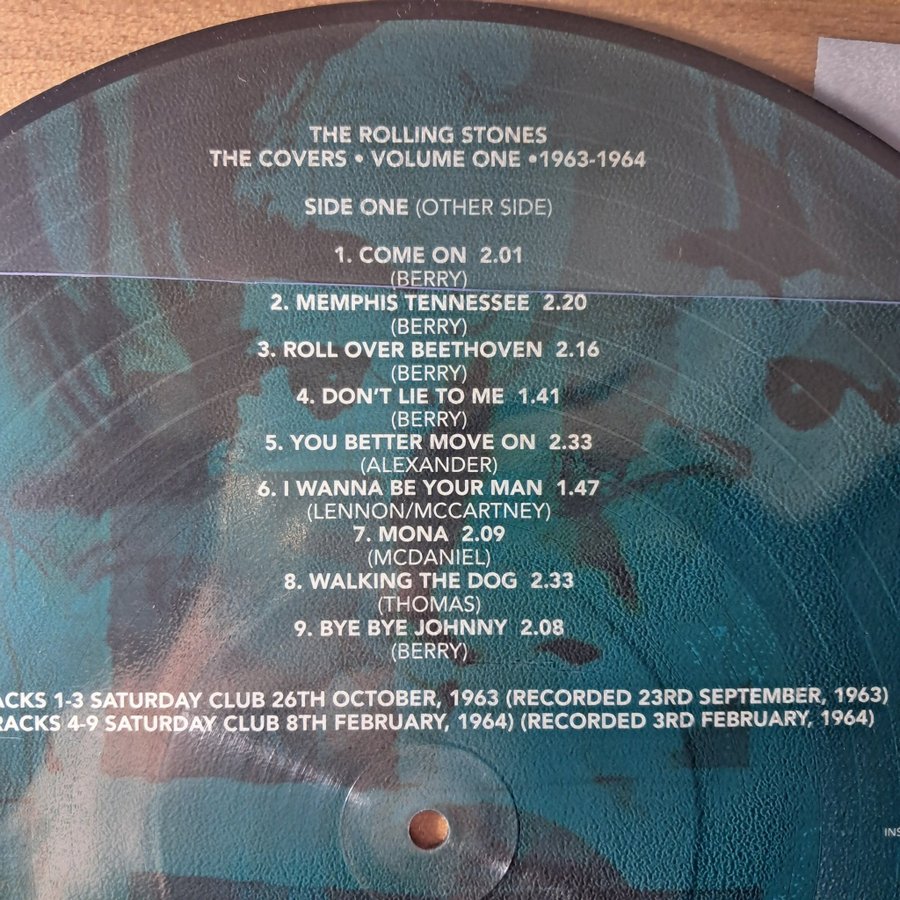 THE ROLLING STONES
THE COVERS • VOLUME ONE •1963-1964
SIDE ONE (OTHER SIDE)
1. COME ON 2.01
(BERRY)
2. MEMPHIS TENNESSEE 2.20
(BERRY)
3. ROLL OVER BEETHOVEN 2.16
(BERRY)
4. DON'T LIE TO ME 1.41
(BERRY)
5. YOU BETTER MOVE ON 2.33
(ALEXANDER)
6. I WANNA BE YOUR MAN 1.47
(LENNON/MCCARTNEY)
7. MONA 2.09
(MCDANIEL)
8. WALKING THE DOG 2.33
(THOMAS)
9. BYE BYE JOHNNY 2.08
(BERRY)
ACKS 1-3 SATURDAY CLUB 26TH OCTOBER, 1963 (RECORDED 23RD SEPTEMBER, 1963)
RACKS 4-9 SATURDAY CLUB 8TH FEBRUARY, 1964) (RECORDED 3RD FEBRUARY, 1964)
INS